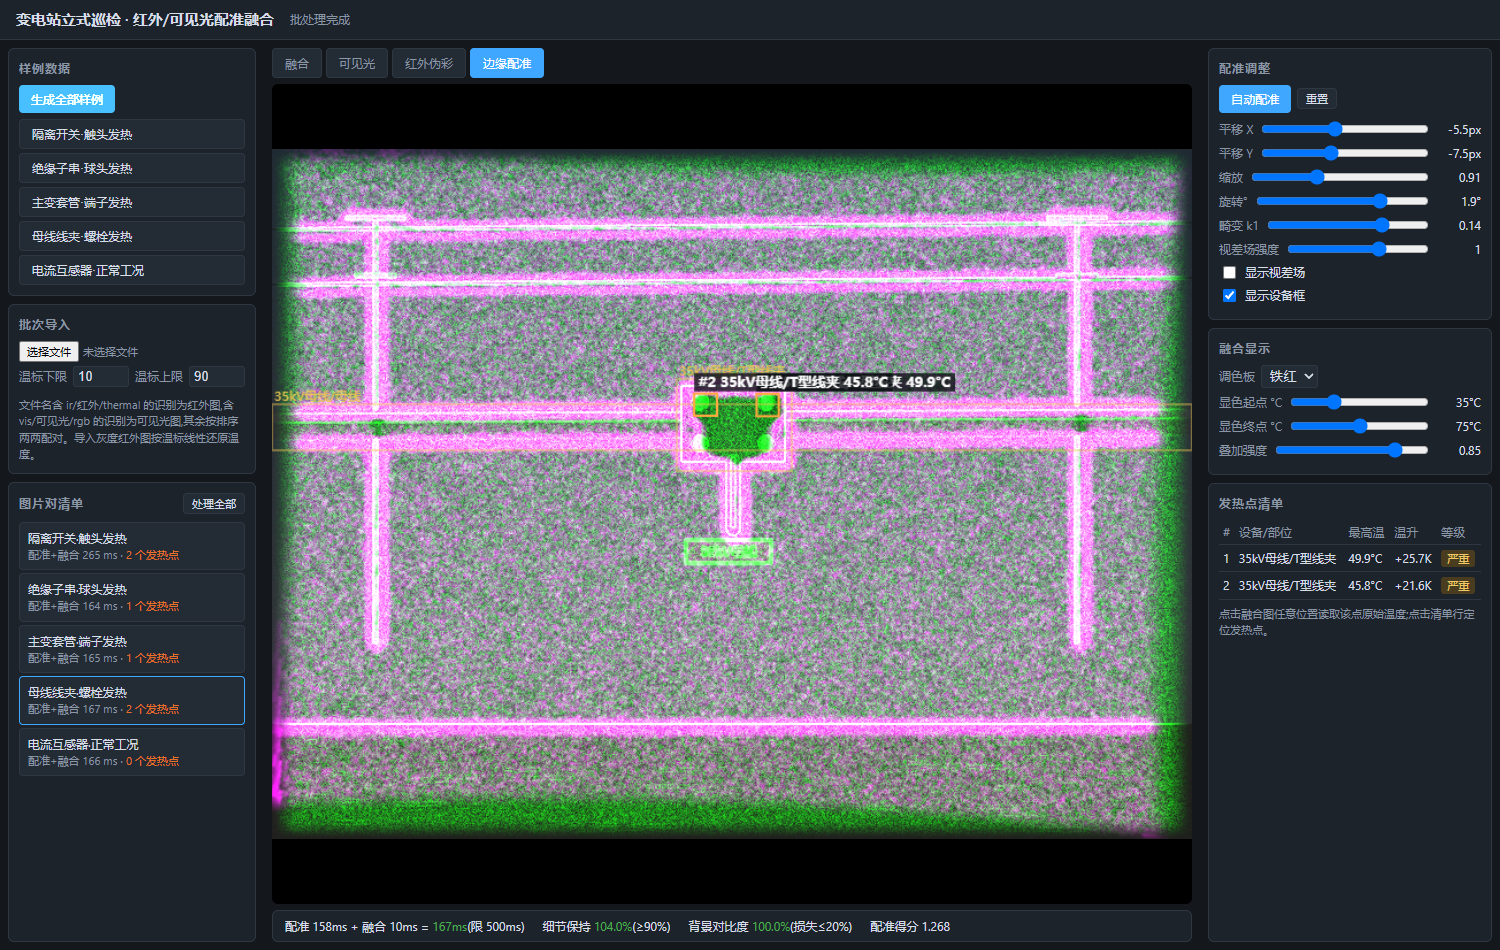 变电站立式巡检 · 红外/可见光配准融合 批处理完成
样例数据
生成全部样例
隔离开关·触头发热
绝缘子串·球头发热
主变套管·端子发热
母线线夹·螺栓发热
电流互感器·正常工况
批次导入
选择文件 未选择文件
温标下限 10 温标上限 90
文件名含 ir/红外/thermal 的识别为红外图,含
vis/可见光/rgb 的识别为可见光图,其余按排序
两两配对。导入灰度红外图按温标线性还原温
度。
图片对清单 处理全部
隔离开关·触头发热
配准+融合 265 ms · 2 个发热点
绝缘子串·球头发热
配准+融合 164 ms · 1 个发热点
主变套管·端子发热
配准+融合 165 ms · 1 个发热点
母线线夹·螺栓发热
配准+融合 167 ms · 2 个发热点
电流互感器·正常工况
配准+融合 166 ms · 0 个发热点
融合 可见光 红外伪彩 边缘配准
#2 35kV母线/T型线夹 45.8°C 夹 49.9°C
配准 158ms + 融合 10ms = 167ms(限 500ms) 细节保持 104.0%(≥90%) 背景对比度 100.0%(损失≤20%) 配准得分 1.268
配准调整
自动配准 重置
平移 X -5.5px
平移 Y -7.5px
缩放 0.91
旋转° 1.9°
畸变 k1 0.14
视差场强度 1
显示视差场
显示设备框
融合显示
调色板 铁红
显色起点 °C 35°C
显色终点 °C 75°C
叠加强度 0.85
发热点清单
# 设备/部位 最高温 温升 等级
1 35kV母线/T型线夹 49.9°C +25.7K 严重
2 35kV母线/T型线夹 45.8°C +21.6K 严重
点击融合图任意位置读取该点原始温度;点击清单行定
位发热点。